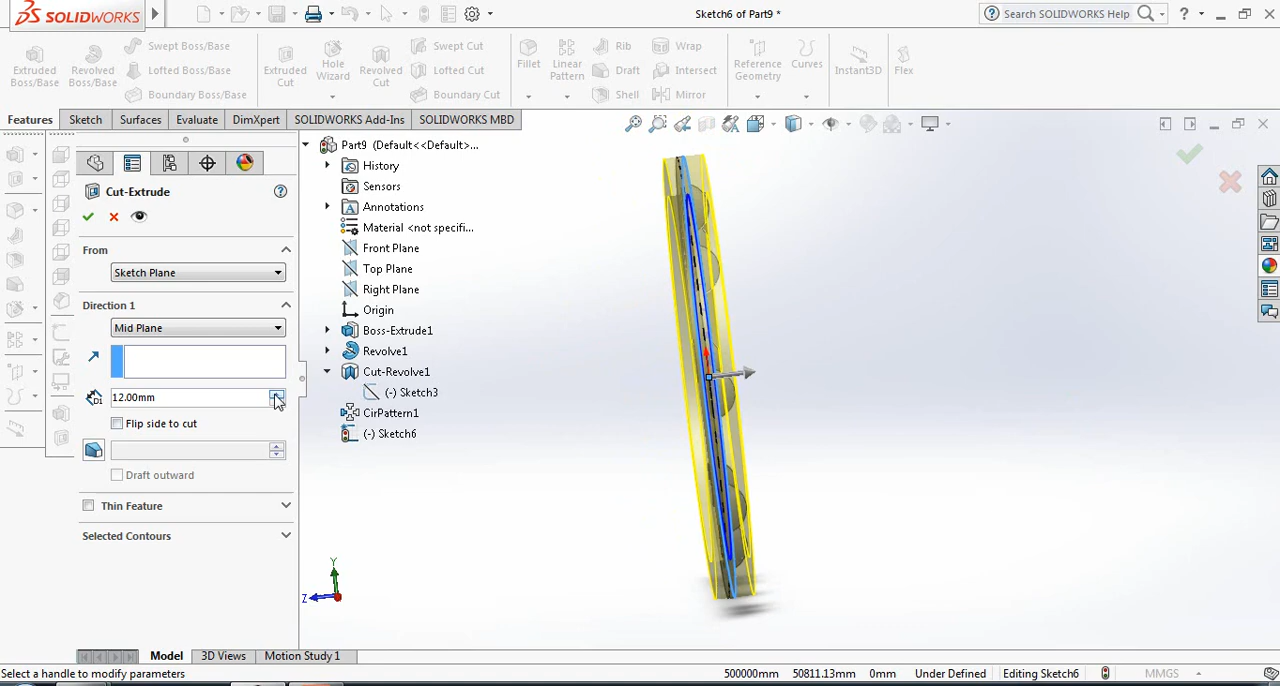 SOLIDWORKS
Sketch6 of Part9 *
Search SOLIDWORKS Help
Extruded Boss/Base
Revolved Boss/Base
Swept Boss/Base
Lofted Boss/Base
Boundary Boss/Base
Extruded Cut
Hole Wizard
Revolved Cut
Swept Cut
Lofted Cut
Boundary Cut
Fillet
Linear Pattern
Rib
Draft
Shell
Wrap
Intersect
Mirror
Reference Geometry
Curves
Instant3D
Flex
Features
Sketch
Surfaces
Evaluate
DimXpert
SOLIDWORKS Add-Ins
SOLIDWORKS MBD
Cut-Extrude
From
Sketch Plane
Direction 1
Mid Plane
D1
12.00mm
Flip side to cut
Draft outward
Thin Feature
Selected Contours
Part9 (Default<<Default>...
History
Sensors
Annotations
Material <not specifi...
Front Plane
Top Plane
Right Plane
Origin
Boss-Extrude1
Revolve1
Cut-Revolve1
(-) Sketch3
CirPattern1
(-) Sketch6
Y
Z
Model
3D Views
Motion Study 1
Select a handle to modify parameters
500000mm
50811.13mm
0mm
Under Defined
Editing Sketch6
MMGS